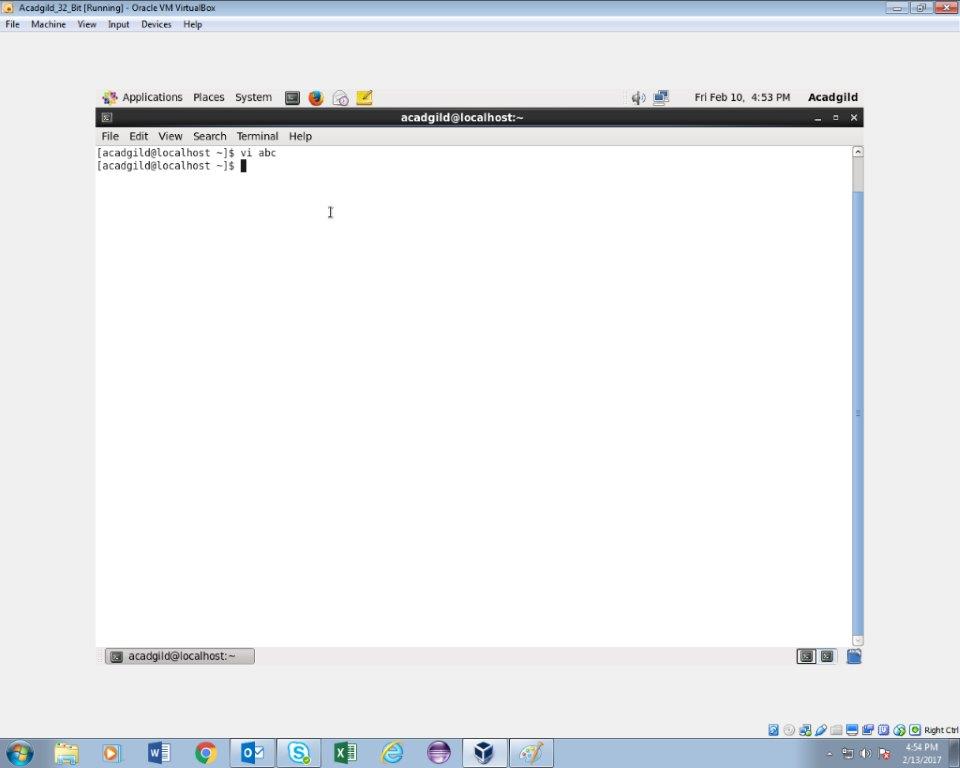 Acadgild_32_Bit [Running] - Oracle VM VirtualBox
File Machine View Input Devices Help
Applications Places System Fri Feb 10, 4:53 PM Acadgild
acadgild@localhost:~
File Edit View Search Terminal Help
[acadgild@localhost ~]$ vi abc
[acadgild@localhost ~]$
acadgild@localhost:~
Right Ctrl
4:54 PM
2/13/2017